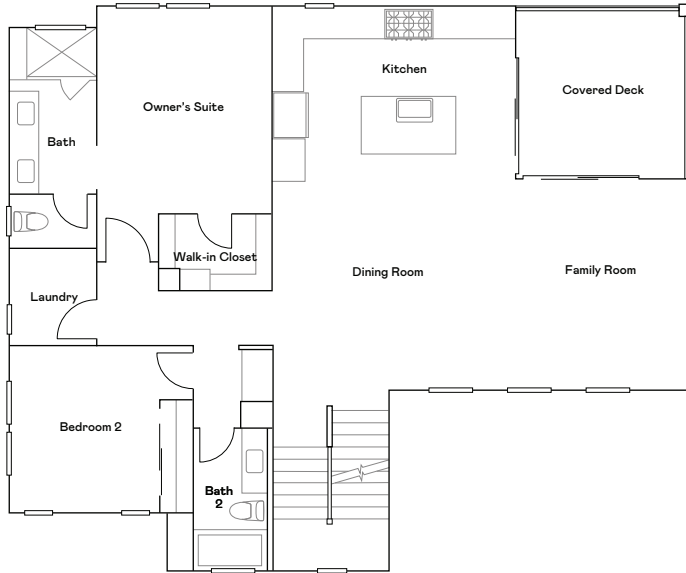 Kitchen
Covered Deck
Owner's Suite
Bath
Walk-in Closet
Dining Room
Family Room
Laundry
Bedroom 2
Bath
2